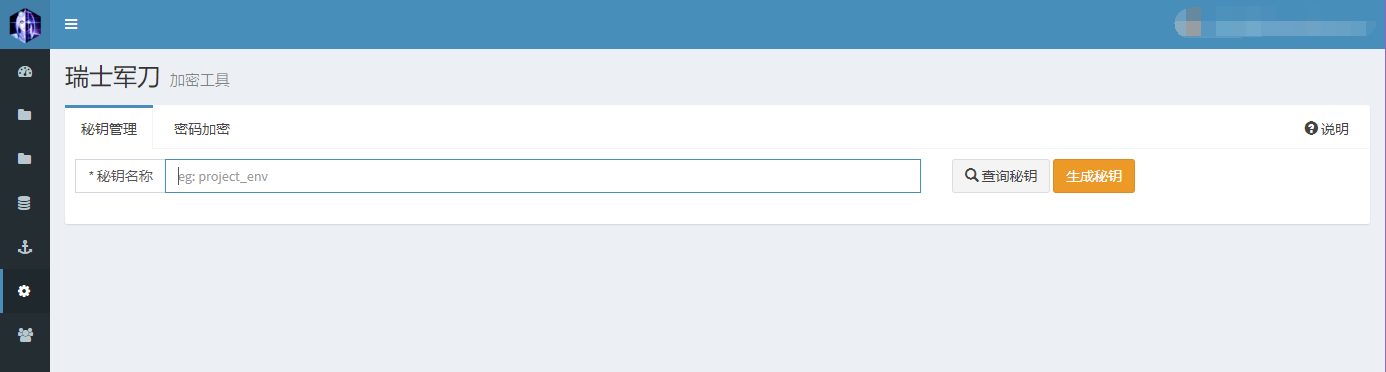 瑞士军刀 加密工具
秘钥管理 密码加密 说明
* 秘钥名称 eg: project_env 查询秘钥 生成秘钥